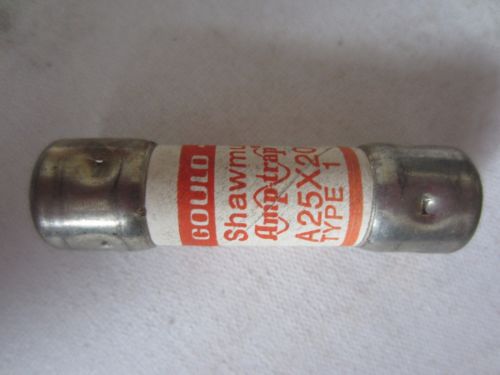 GOULD
Shawmu
Amp-trap
A25X20
TYPE 1